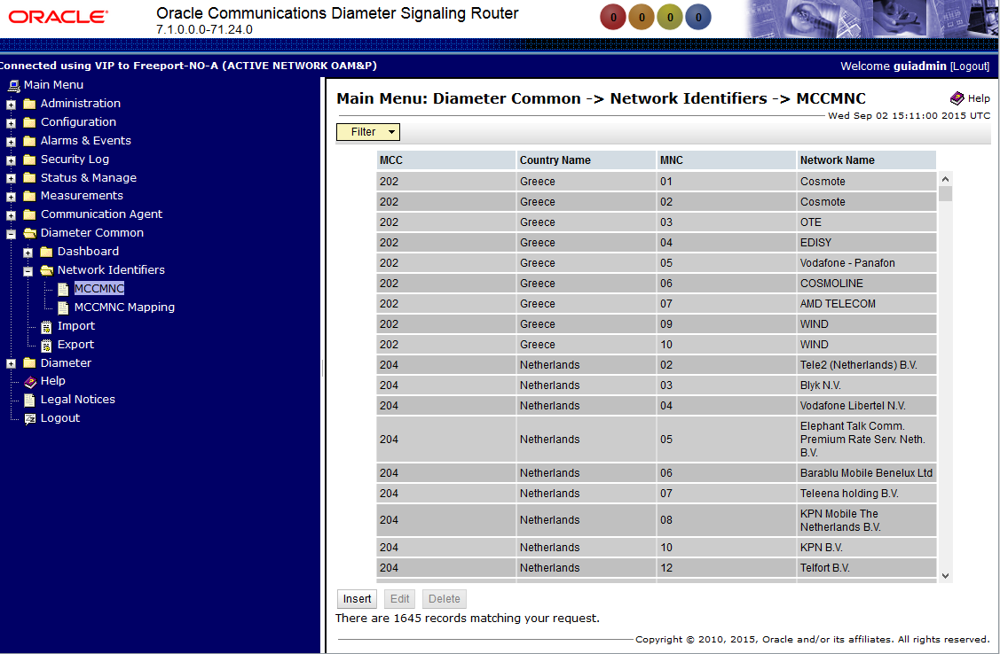 ORACLE®
Oracle Communications Diameter Signaling Router
7.1.0.0.0-71.24.0
0 0 0 0
Connected using VIP to Freeport-NO-A (ACTIVE NETWORK OAM&P)
Welcome guiadmin [Logout]
Main Menu
Administration
Configuration
Alarms & Events
Security Log
Status & Manage
Measurements
Communication Agent
Diameter Common
Dashboard
Network Identifiers
MCCMNC
MCCMNC Mapping
Import
Export
Diameter
Help
Legal Notices
Logout
Main Menu: Diameter Common -> Network Identifiers -> MCCMNC
Help
Wed Sep 02 15:11:00 2015 UTC
Filter
MCC Country Name MNC Network Name
202 Greece 01 Cosmote
202 Greece 02 Cosmote
202 Greece 03 OTE
202 Greece 04 EDISY
202 Greece 05 Vodafone - Panafon
202 Greece 06 COSMOLINE
202 Greece 07 AMD TELECOM
202 Greece 09 WIND
202 Greece 10 WIND
204 Netherlands 02 Tele2 (Netherlands) B.V.
204 Netherlands 03 Blyk N.V.
204 Netherlands 04 Vodafone Libertel N.V.
204 Netherlands 05 Elephant Talk Comm.
Premium Rate Serv. Neth.
B.V.
204 Netherlands 06 Barablu Mobile Benelux Ltd
204 Netherlands 07 Teleena holding B.V.
204 Netherlands 08 KPN Mobile The
Netherlands B.V.
204 Netherlands 10 KPN B.V.
204 Netherlands 12 Telfort B.V.
Insert Edit Delete
There are 1645 records matching your request.
Copyright © 2010, 2015, Oracle and/or its affiliates. All rights reserved.